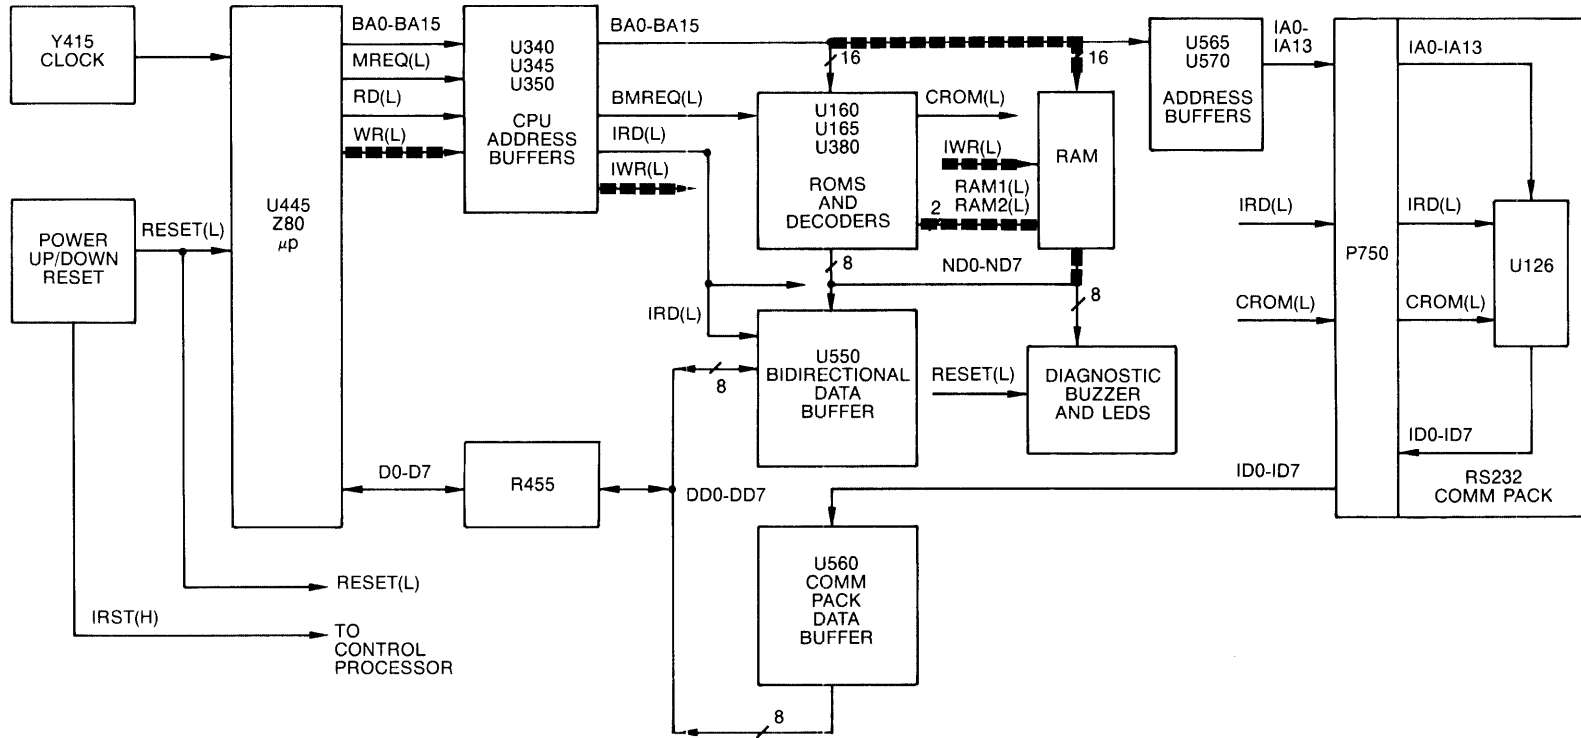 Y415
CLOCK
POWER
UP/DOWN
RESET
RESET(L)
IRST(H)
RESET(L)
TO
CONTROL
PROCESSOR
U445
Z80
μp
BA0-BA15
MREQ(L)
RD(L)
WR(L)
D0-D7
U340
U345
U350
CPU
ADDRESS
BUFFERS
R455
BA0-BA15
BMREQ(L)
IRD(L)
IWR(L)
IRD(L)
8
DD0-DD7
8
16
U160
U165
U380
ROMS
AND
DECODERS
8
U550
BIDIRECTIONAL
DATA
BUFFER
U560
COMM
PACK
DATA
BUFFER
CROM(L)
IWR(L)
RAM1(L)
RAM2(L)
2
ND0-ND7
16
RAM
8
RESET(L)
DIAGNOSTIC
BUZZER
AND LEDS
U565
U570
ADDRESS
BUFFERS
IA0-
IA13
IRD(L)
CROM(L)
ID0-ID7
P750
IA0-IA13
IRD(L)
CROM(L)
U126
ID0-ID7
RS232
COMM PACK